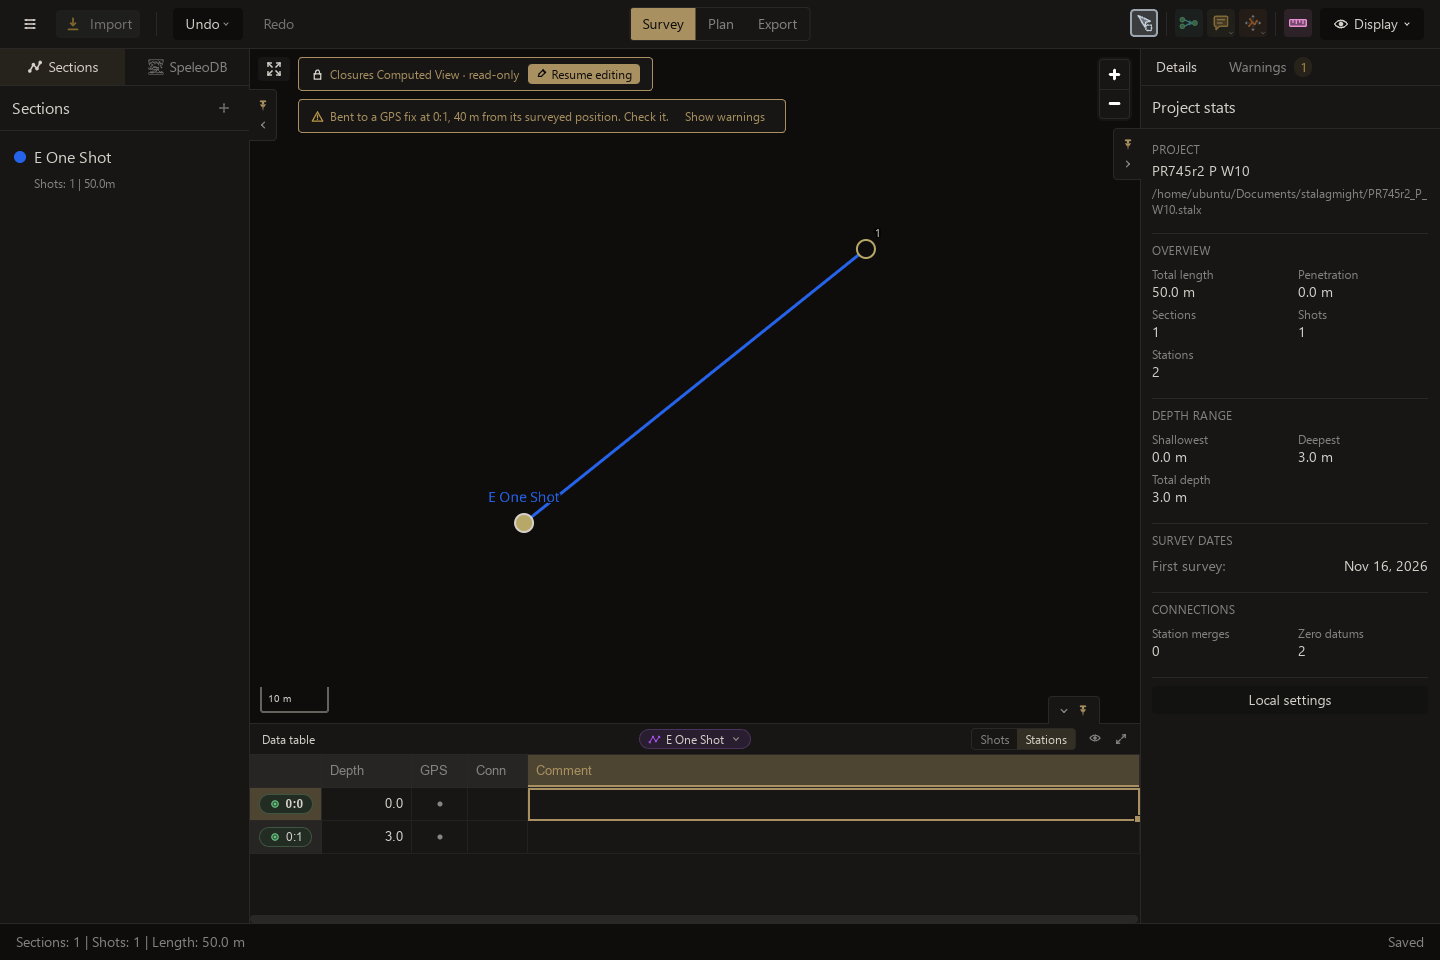 Import
Undo
Redo
Survey
Plan
Export
Display
Sections
SpeleoDB
Sections
E One Shot
Shots: 1 | 50.0m
Closures Computed View · read-only
Resume editing
Bent to a GPS fix at 0:1, 40 m from its surveyed position. Check it.
Show warnings
1
E One Shot
10 m
Data table
E One Shot
Shots
Stations
Depth
GPS
Conn
Comment
0:0
0.0
0:1
3.0
Details
Warnings
1
Project stats
PROJECT
PR745r2 P W10
/home/ubuntu/Documents/stalagmight/PR745r2_P_
W10.stalx
OVERVIEW
Total length
Penetration
50.0 m
0.0 m
Sections
Shots
1
1
Stations
2
DEPTH RANGE
Shallowest
Deepest
0.0 m
3.0 m
Total depth
3.0 m
SURVEY DATES
First survey:
Nov 16, 2026
CONNECTIONS
Station merges
Zero datums
0
2
Local settings
Sections: 1 | Shots: 1 | Length: 50.0 m
Saved